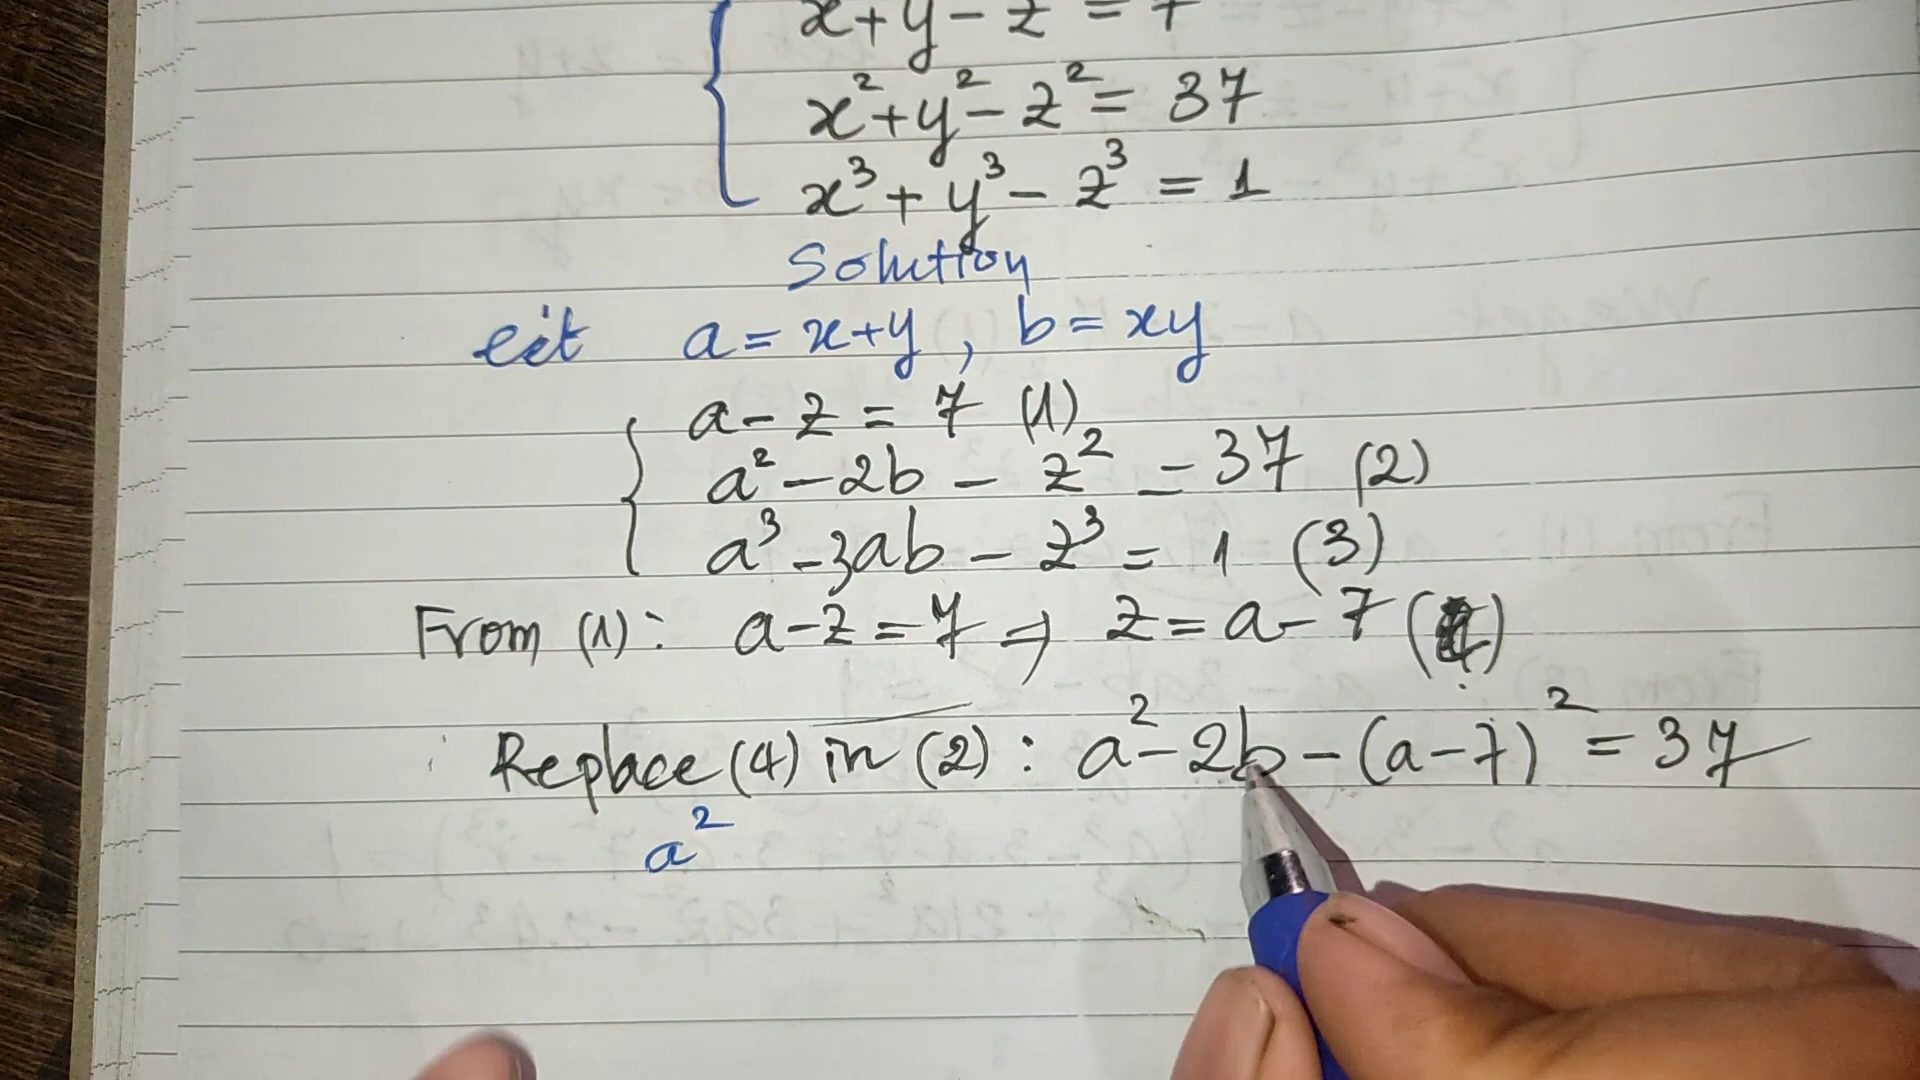 x+y-z = 7
x²+y²-z² = 37
x³+y³-z³ = 1
Solution
a = x+y, b = xy
a-z = 7 (1)
a²-2b-z² = 37 (2)
a³-3ab-z³ = 1 (3)
From (1): a-z = 7 ⇒ z = a-7 (4)
Replace (4) in (2): a²-2b-(a-7)² = 37
a²